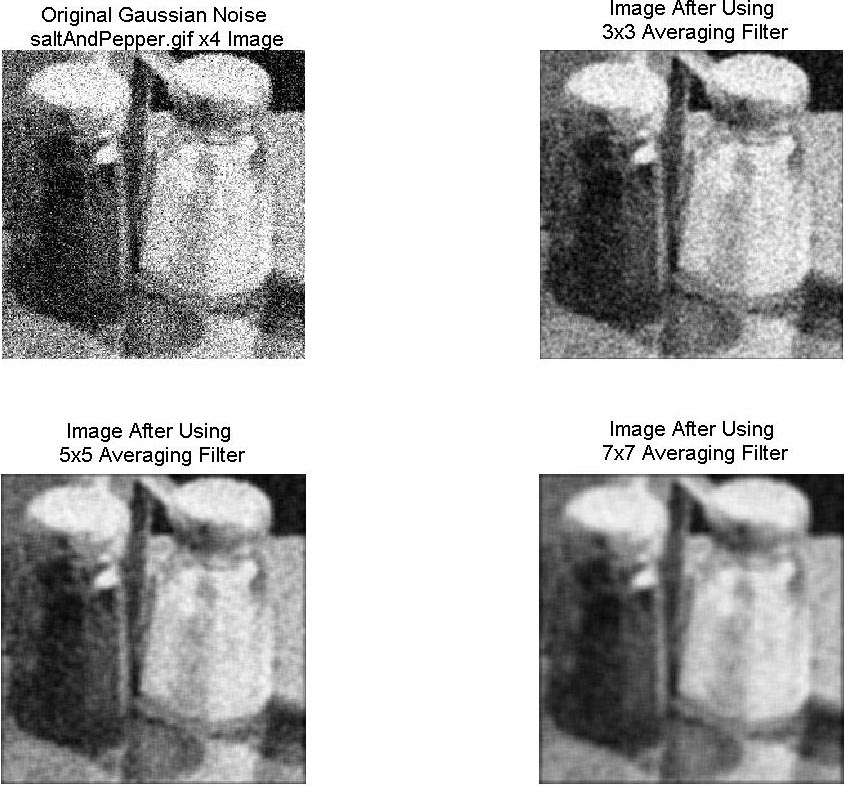 Original Gaussian Noise
saltAndPepper.gif x4 Image
Image After Using
3x3 Averaging Filter
Image After Using
5x5 Averaging Filter
Image After Using
7x7 Averaging Filter